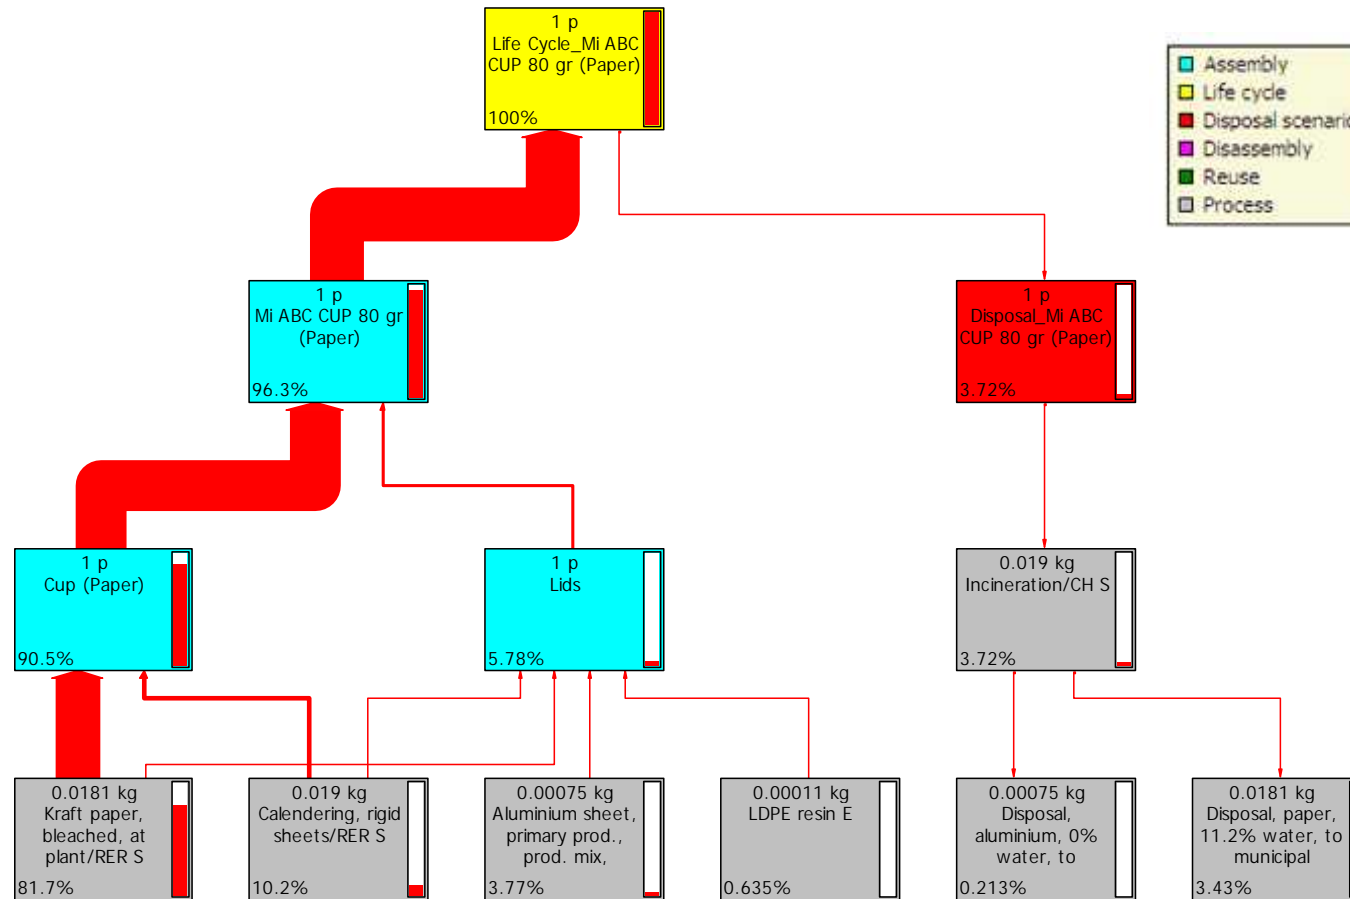 1 p
Life Cycle_Mi ABC
CUP 80 gr (Paper)
100%
Assembly
Life cycle
Disposal scenario
Disassembly
Reuse
Process
1 p
Mi ABC CUP 80 gr
(Paper)
96.3%
1 p
Disposal_Mi ABC
CUP 80 gr (Paper)
3.72%
1 p
Cup (Paper)
90.5%
1 p
Lids
5.78%
0.019 kg
Incineration/CH S
3.72%
0.0181 kg
Kraft paper,
bleached, at
plant/RER S
81.7%
0.019 kg
Calendering, rigid
sheets/RER S
10.2%
0.00075 kg
Aluminium sheet,
primary prod.,
prod. mix,
3.77%
0.00011 kg
LDPE resin E
0.635%
0.00075 kg
Disposal,
aluminium, 0%
water, to
0.213%
0.0181 kg
Disposal, paper,
11.2% water, to
municipal
3.43%